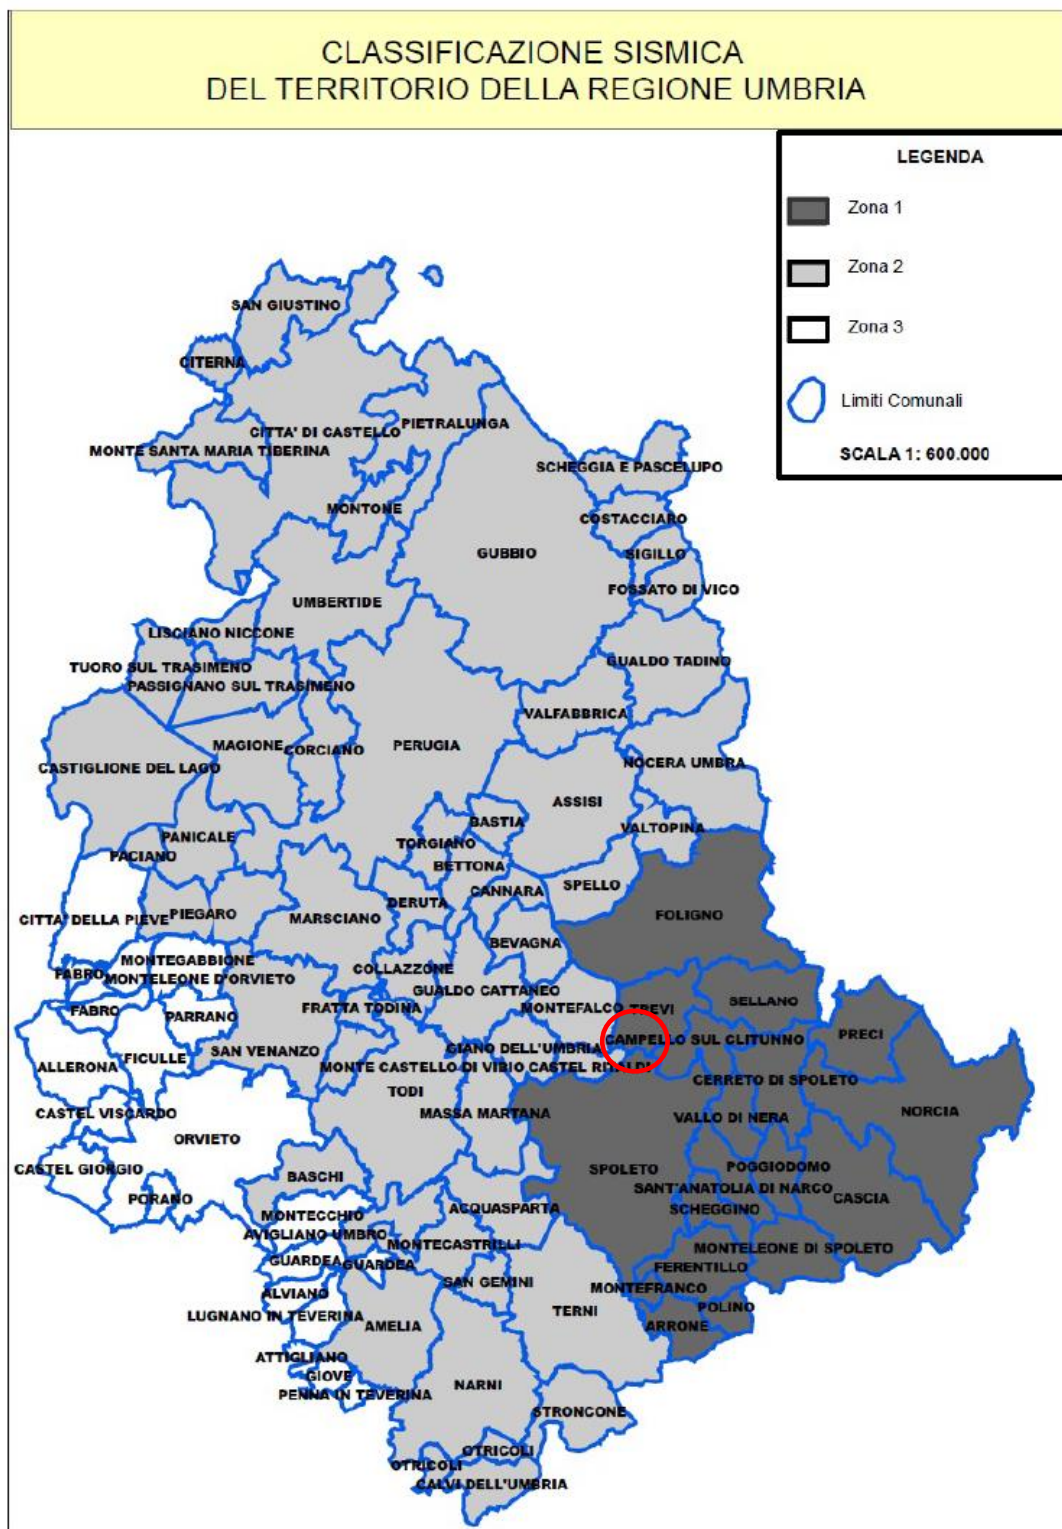 CLASSIFICAZIONE SISMICA
DEL TERRITORIO DELLA REGIONE UMBRIA
LEGENDA
Zona 1
Zona 2
Zona 3
Limiti Comunali
SCALA 1: 600.000
SAN GIUSTINO
CITERNA
PIETRALUNGA
CITTA' DI CASTELLO
MONTE SANTA MARIA TIBERINA
SCHEGGIA E PASCELUPO
MONTONE
COSTACCIARO
GUBBIO
SIGILLO
FOSSATO DI VICO
UMBERTIDE
LISCIANO NICCONE
GUALDO TADINO
TUORO SUL TRASIMENO
PASSIGNANO SUL TRASIMENO
VALFABBRICA
MAGIONE
CORCIANO
PERUGIA
NOCERA UMBRA
CASTIGLIONE DEL LAGO
ASSISI
BASTIA
VALTOPINA
PANICALE
TORGIANO
PACIANO
BETTONA
SPELLO
CANNARA
DERUTA
PIEGARO
MARSCIANO
FOLIGNO
CITTA' DELLA PIEVE
BEVAGNA
MONTEGABBIONE
COLLAZZONE
FABRO
MONTELEONE D'ORVIETO
GUALDO CATTANEO
SELLANO
FABRO
PARRANO
FRATTA TODINA
MONTEFALCO
TREVI
PRECI
CAMPELLO SUL CLITUNNO
GIANO DELL'UMBRIA
SAN VENANZO
FICULLE
ALLERONA
MONTE CASTELLO DI VIBIO
CASTEL RITALDI
CERRETO DI SPOLETO
TODI
CASTEL VISCARDO
MASSA MARTANA
VALLO DI NERA
NORCIA
ORVIETO
CASTEL GIORGIO
SPOLETO
POGGIODOMO
BASCHI
SANT'ANATOLIA DI NARCO
CASCIA
PORANO
ACQUASPARTA
SCHEGGINO
MONTECCHIO
AVIGLIANO UMBRO
MONTECASTRILLI
MONTELEONE DI SPOLETO
GUARDEA
GUARDEA
FERENTILLO
SAN GEMINI
MONTEFRANCO
ALVIANO
TERNI
POLINO
LUGNANO IN TEVERINA
AMELIA
ARRONE
ATTIGLIANO
GIOVE
NARNI
PENNA IN TEVERINA
STRONCONE
OTRICOLI
OTRICOLI
CALVI DELL'UMBRIA